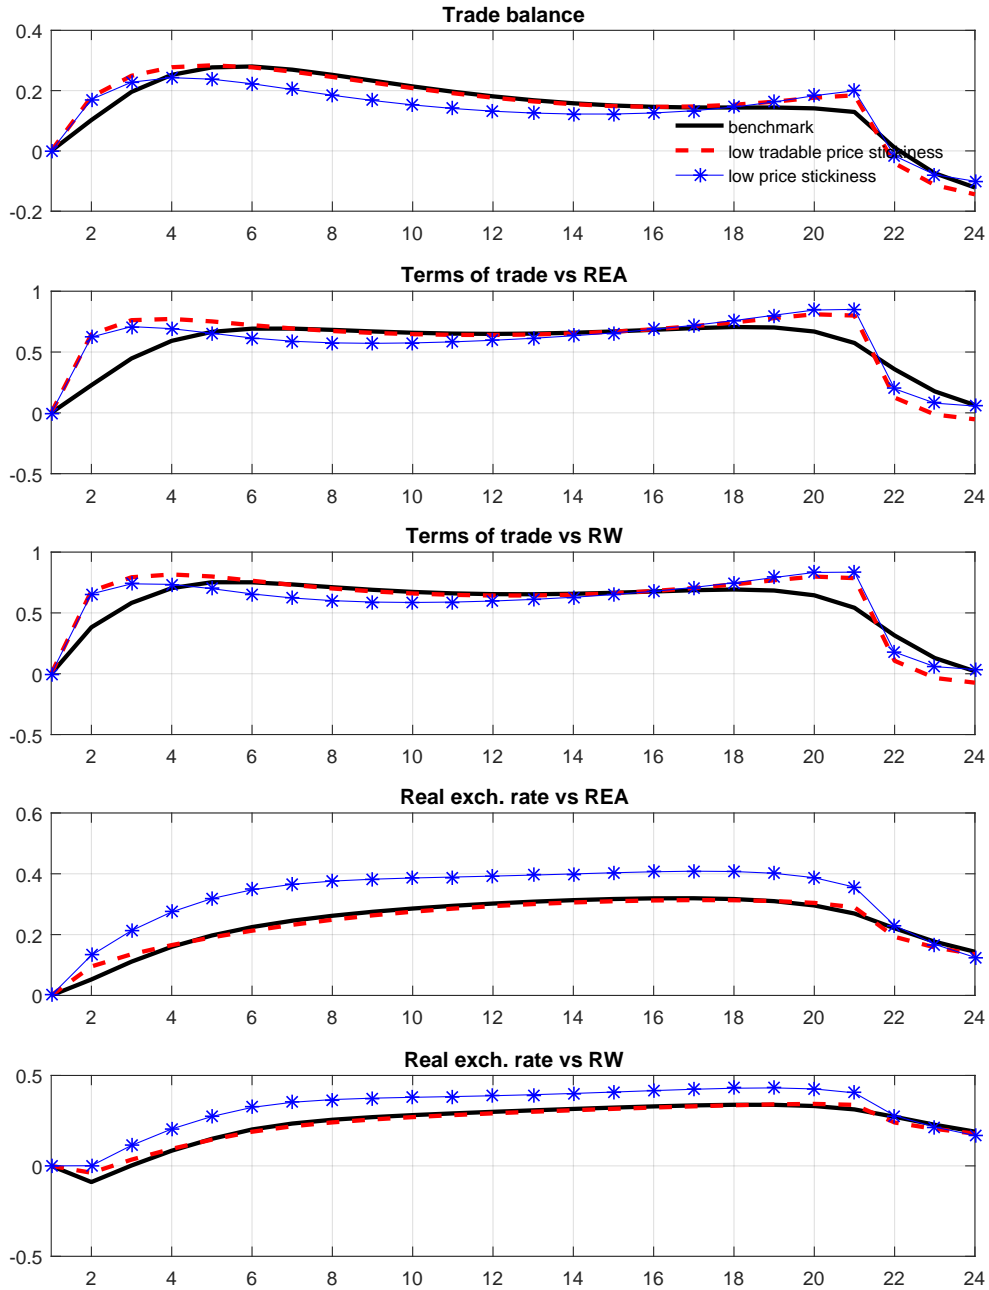 Trade balance
0.4
0.2
0
-0.2
benchmark
low tradable price stickiness
low price stickiness
2 4 6 8 10 12 14 16 18 20 22 24
Terms of trade vs REA
1
0.5
0
-0.5
2 4 6 8 10 12 14 16 18 20 22 24
Terms of trade vs RW
1
0.5
0
-0.5
2 4 6 8 10 12 14 16 18 20 22 24
Real exch. rate vs REA
0.6
0.4
0.2
0
2 4 6 8 10 12 14 16 18 20 22 24
Real exch. rate vs RW
0.5
0
-0.5
2 4 6 8 10 12 14 16 18 20 22 24